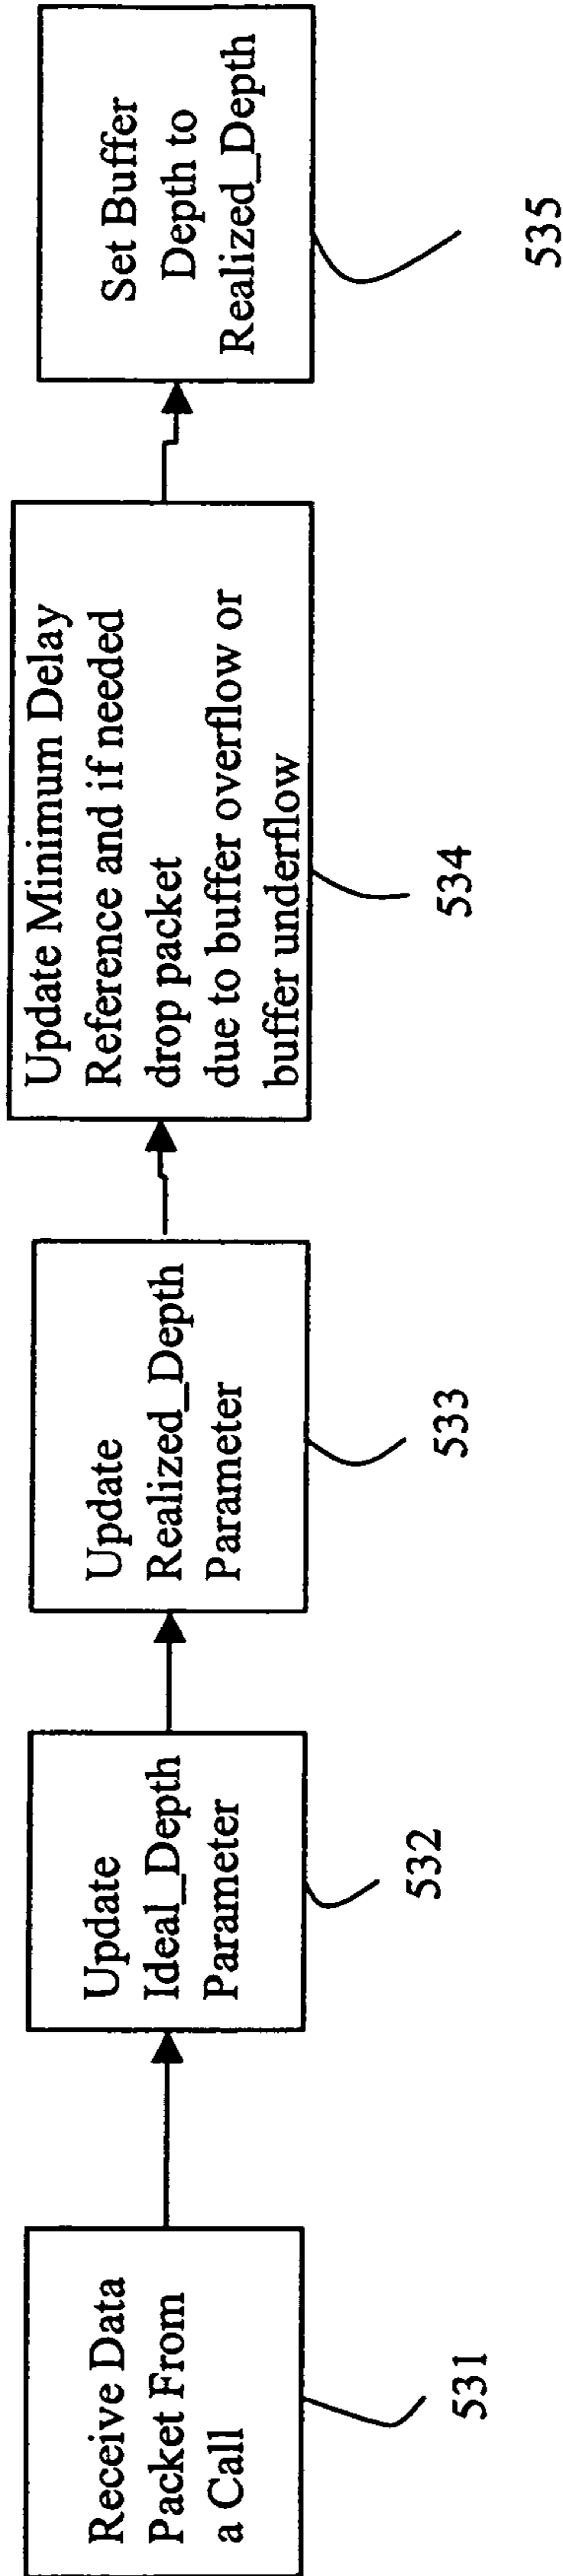 Receive Data
Packet From
a Call
531
Update
Ideal_Depth
Parameter
532
Update
Realized_Depth
Parameter
533
Update Minimum Delay
Reference and if needed
drop packet
due to buffer overflow or
buffer underflow
534
Set Buffer
Depth to
Realized_Depth
535